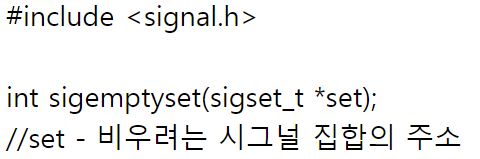 #include <signal.h>
int sigemptyset(sigset_t *set);
//set - 비우려는 시그널 집합의 주소